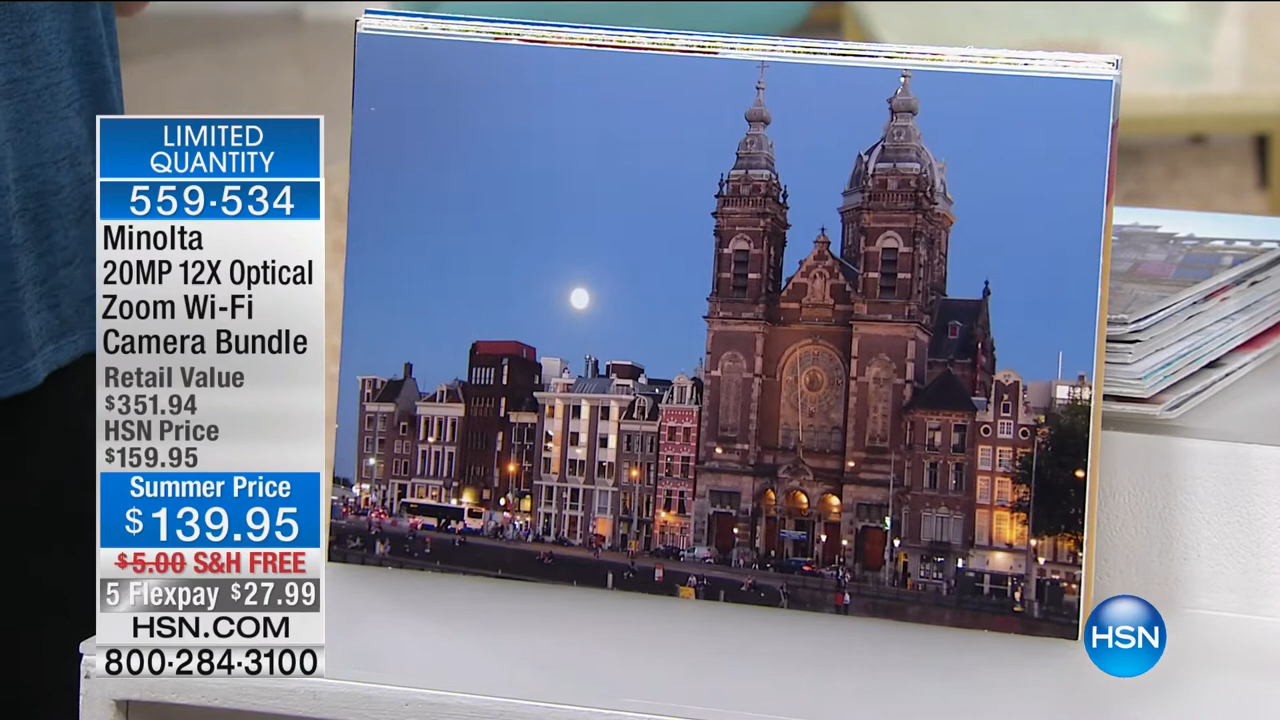 LIMITED
QUANTITY
559-534
Minolta
20MP 12X Optical
Zoom Wi-Fi
Camera Bundle
Retail Value
$351.94
HSN Price
$159.95
Summer Price
$139.95
$5.00 S&H FREE
5 Flexpay $27.99
HSN.COM
800-284-3100
HSN